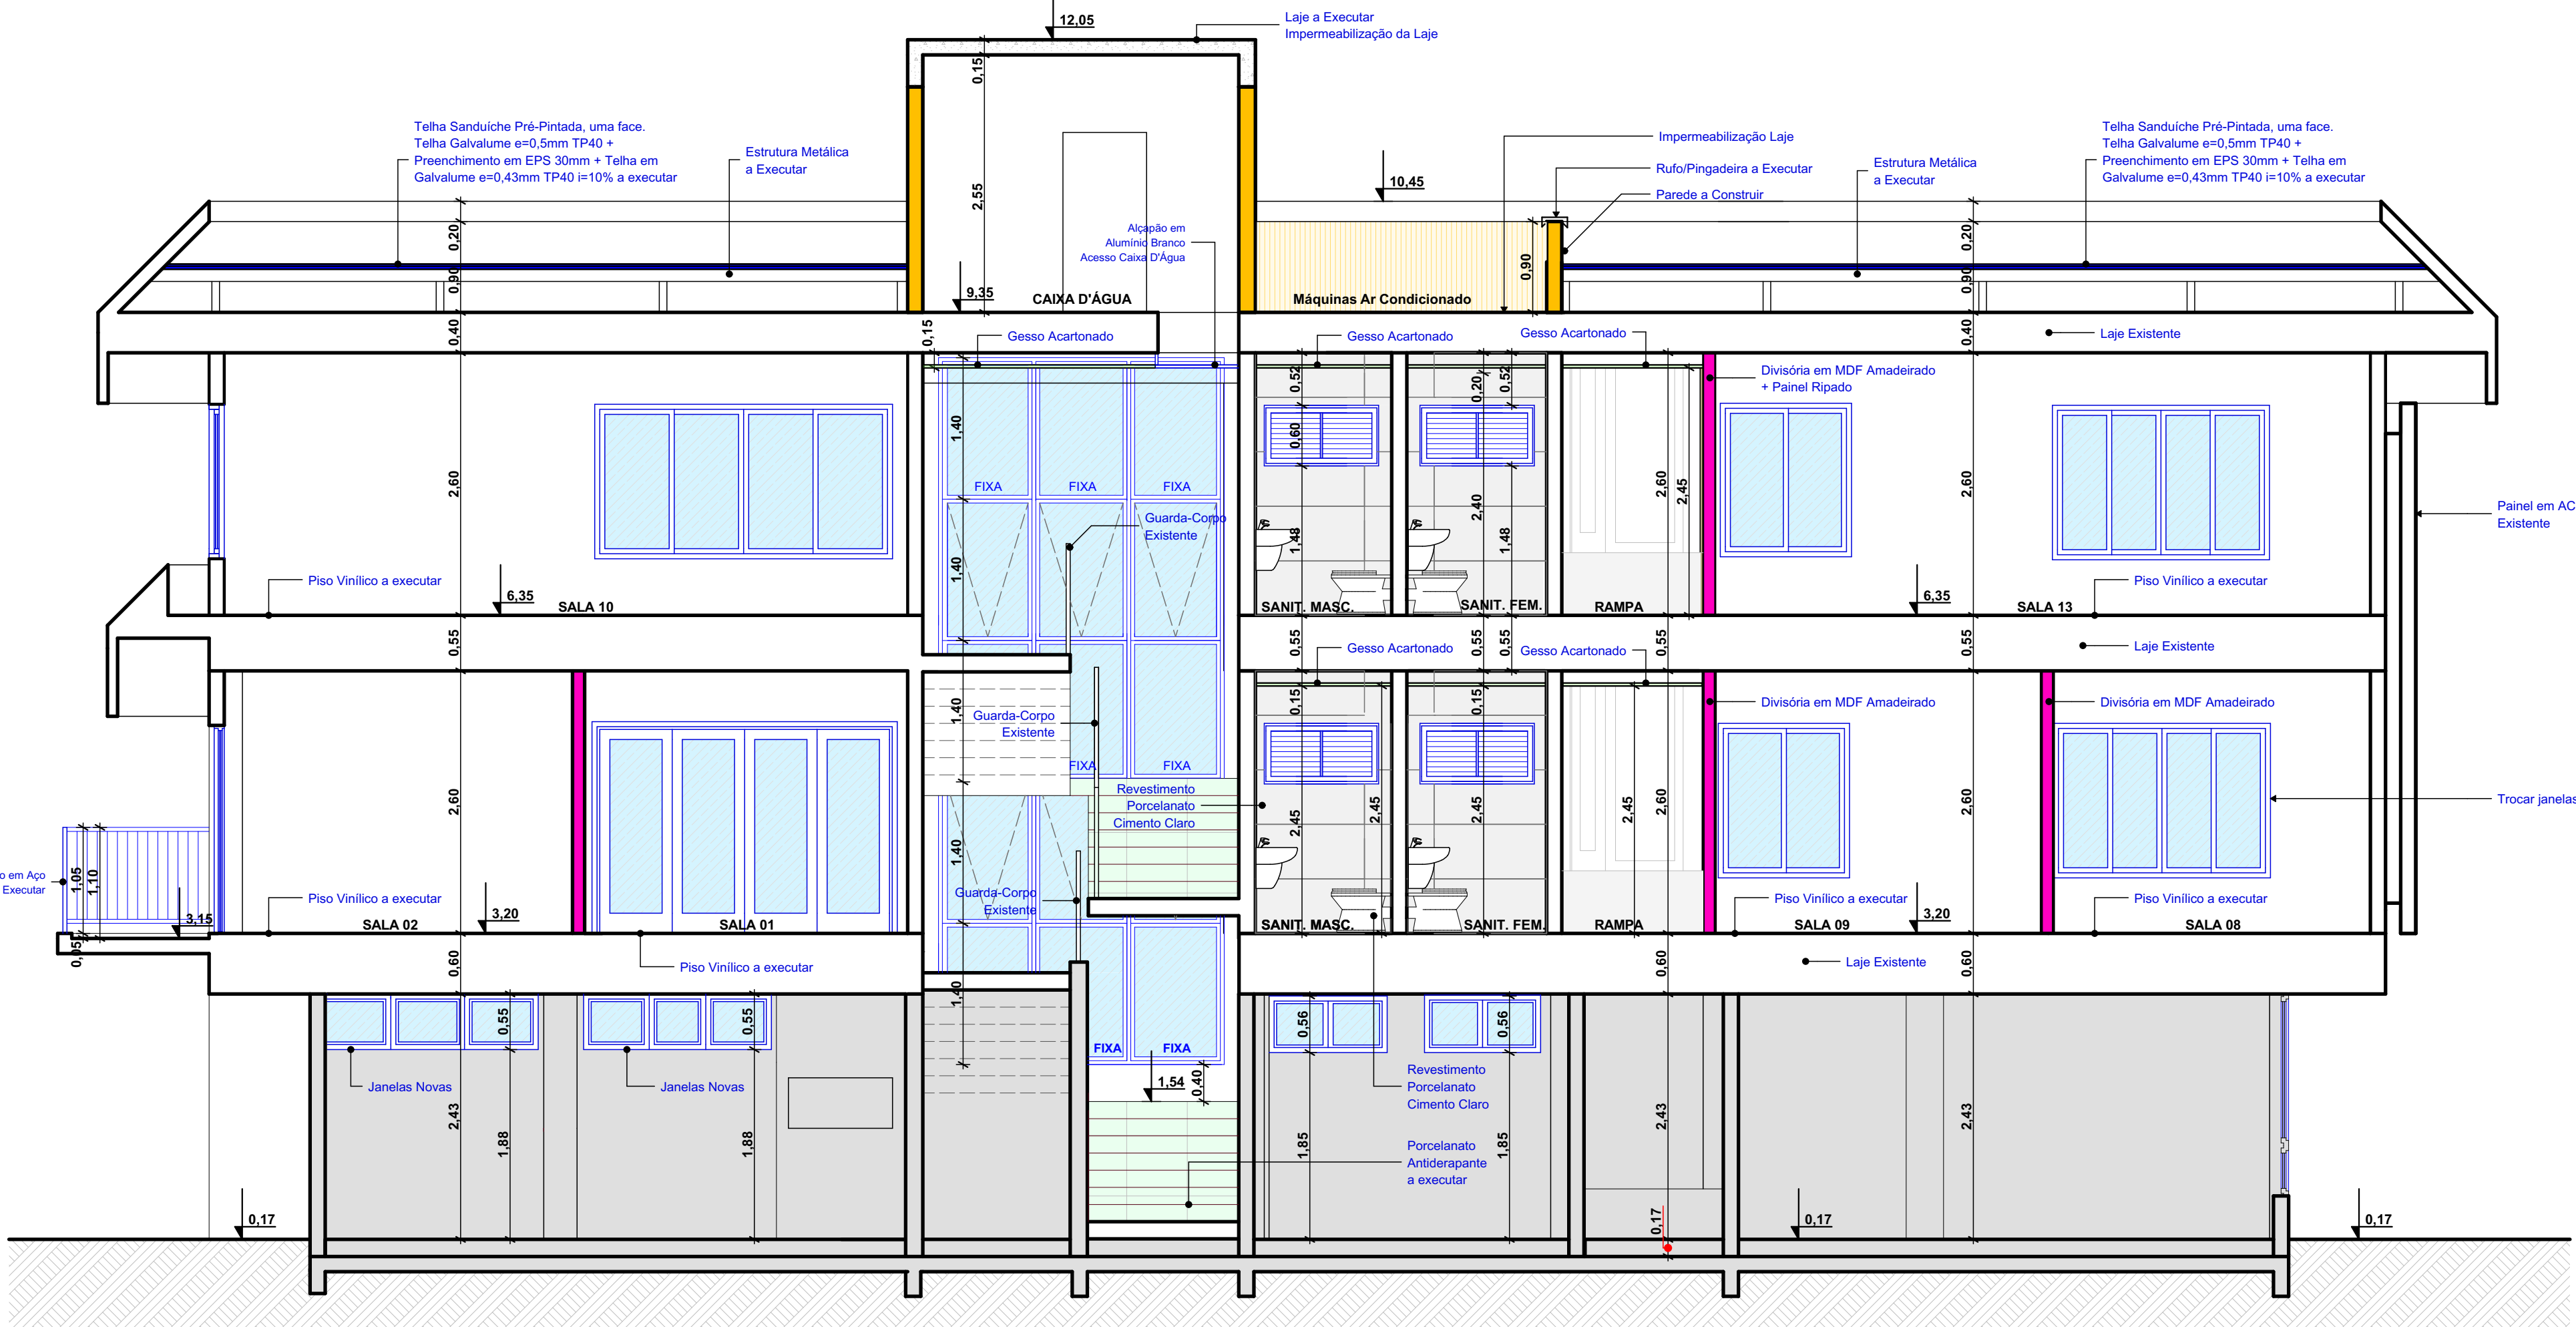 12,05
Laje a Executar
Impermeabilização da Laje
0,15
2,55
Telha Sanduíche Pré-Pintada, uma face.
Telha Galvalume e=0,5mm TP40 +
Preenchimento em EPS 30mm + Telha em
Galvalume e=0,43mm TP40 i=10% a executar
Estrutura Metálica
a Executar
Impermeabilização Laje
Rufo/Pingadeira a Executar
Parede a Construir
10,45
Estrutura Metálica
a Executar
Telha Sanduíche Pré-Pintada, uma face.
Telha Galvalume e=0,5mm TP40 +
Preenchimento em EPS 30mm + Telha em
Galvalume e=0,43mm TP40 i=10% a executar
Alçapão em
Alumínio Branco
Acesso Caixa D'Água
0,20
0,90
0,90
0,20
0,90
9,35
CAIXA D'ÁGUA
Máquinas Ar Condicionado
0,40
0,15
Gesso Acartonado
Gesso Acartonado
Gesso Acartonado
0,40
Laje Existente
Divisória em MDF Amadeirado
+ Painel Ripado
0,52
0,20
0,52
1,40
0,60
2,60
FIXA
FIXA
FIXA
2,40
2,60
2,45
2,60
Guarda-Corpo
Existente
1,48
1,48
1,40
Painel em AC
Existente
Piso Vinílico a executar
6,35
SALA 10
SANIT. MASC.
SANIT. FEM.
RAMPA
6,35
SALA 13
Piso Vinílico a executar
0,55
0,55
0,55
0,55
0,55
0,55
Gesso Acartonado
Gesso Acartonado
Laje Existente
0,15
0,15
Divisória em MDF Amadeirado
Divisória em MDF Amadeirado
1,40
Guarda-Corpo
Existente
FIXA
FIXA
Revestimento
Porcelanato
Cimento Claro
2,60
2,45
2,45
2,45
2,45
2,60
2,60
Trocar janelas
1,40
1,05
1,10
o em Aço
Executar
Guarda-Corpo
Existente
Piso Vinílico a executar
3,15
SALA 02
3,20
SALA 01
SANIT. MASC.
SANIT. FEM.
RAMPA
Piso Vinílico a executar
SALA 09
3,20
Piso Vinílico a executar
SALA 08
0,05
0,60
Piso Vinílico a executar
0,60
Laje Existente
0,60
1,40
0,55
0,55
0,56
0,56
FIXA
FIXA
Janelas Novas
Janelas Novas
1,54
0,40
Revestimento
Porcelanato
Cimento Claro
2,43
1,88
1,88
1,85
1,85
2,43
2,43
Porcelanato
Antiderapante
a executar
0,17
0,17
0,17
0,17